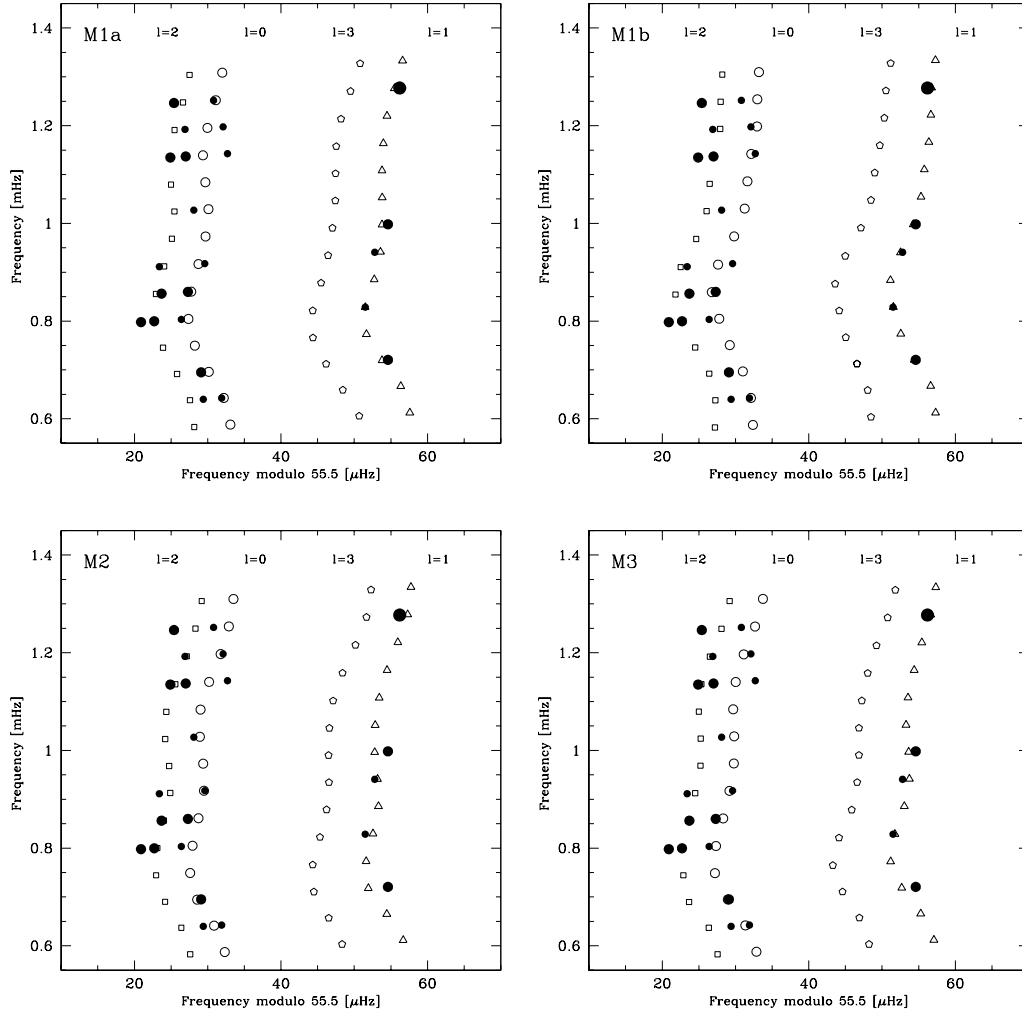 M1a l=2 l=0 l=3 l=1
1.4
1.2
1
0.8
0.6
Frequency [mHz]
20 40 60
Frequency modulo 55.5 [μHz]
M1b l=2 l=0 l=3 l=1
1.4
1.2
1
0.8
0.6
Frequency [mHz]
20 40 60
Frequency modulo 55.5 [μHz]
M2 l=2 l=0 l=3 l=1
1.4
1.2
1
0.8
0.6
Frequency [mHz]
20 40 60
Frequency modulo 55.5 [μHz]
M3 l=2 l=0 l=3 l=1
1.4
1.2
1
0.8
0.6
Frequency [mHz]
20 40 60
Frequency modulo 55.5 [μHz]